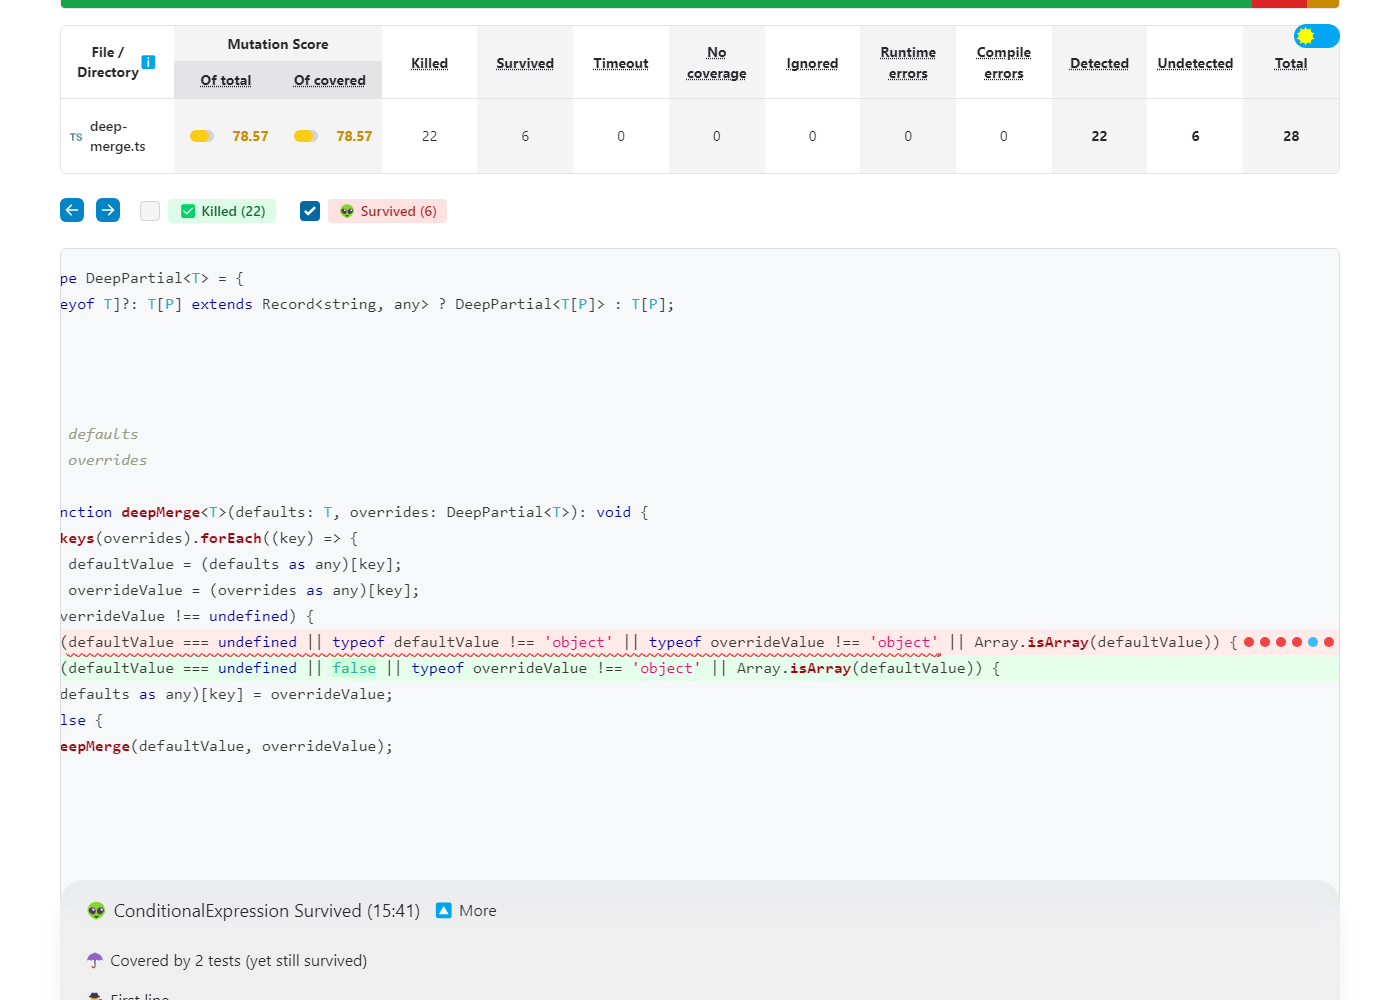 File / Directory i
Mutation Score
Of total Of covered
Killed Survived Timeout No coverage Ignored Runtime errors Compile errors Detected Undetected Total
TS deep-merge.ts 78.57 78.57 22 6 0 0 0 0 0 22 6 28
Killed (22) Survived (6)
pe DeepPartial<T> = {
eyof T]?: T[P] extends Record<string, any> ? DeepPartial<T[P]> : T[P];
defaults
overrides
nction deepMerge<T>(defaults: T, overrides: DeepPartial<T>): void {
keys(overrides).forEach((key) => {
defaultValue = (defaults as any)[key];
overrideValue = (overrides as any)[key];
verrideValue !== undefined) {
(defaultValue === undefined || typeof defaultValue !== 'object' || typeof overrideValue !== 'object' || Array.isArray(defaultValue)) {
(defaultValue === undefined || false || typeof overrideValue !== 'object' || Array.isArray(defaultValue)) {
defaults as any)[key] = overrideValue;
lse {
eepMerge(defaultValue, overrideValue);
ConditionalExpression Survived (15:41) More
Covered by 2 tests (yet still survived)
First line